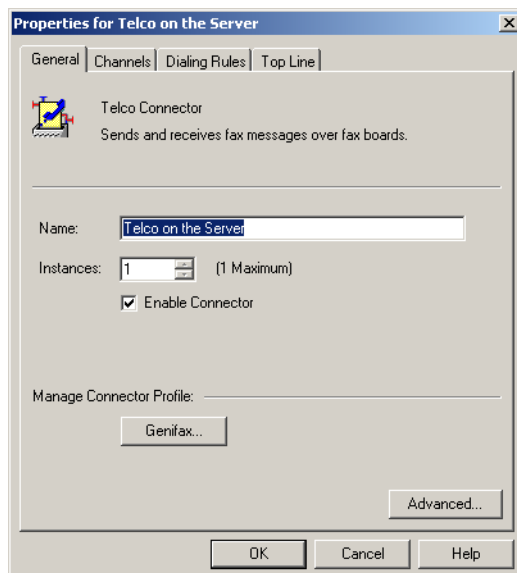 Properties for Telco on the Server
General Channels Dialing Rules Top Line
Telco Connector
Sends and receives fax messages over fax boards.
Name: Telco on the Server
Instances: 1 (1 Maximum)
Enable Connector
Manage Connector Profile:
Genifax...
Advanced...
OK Cancel Help